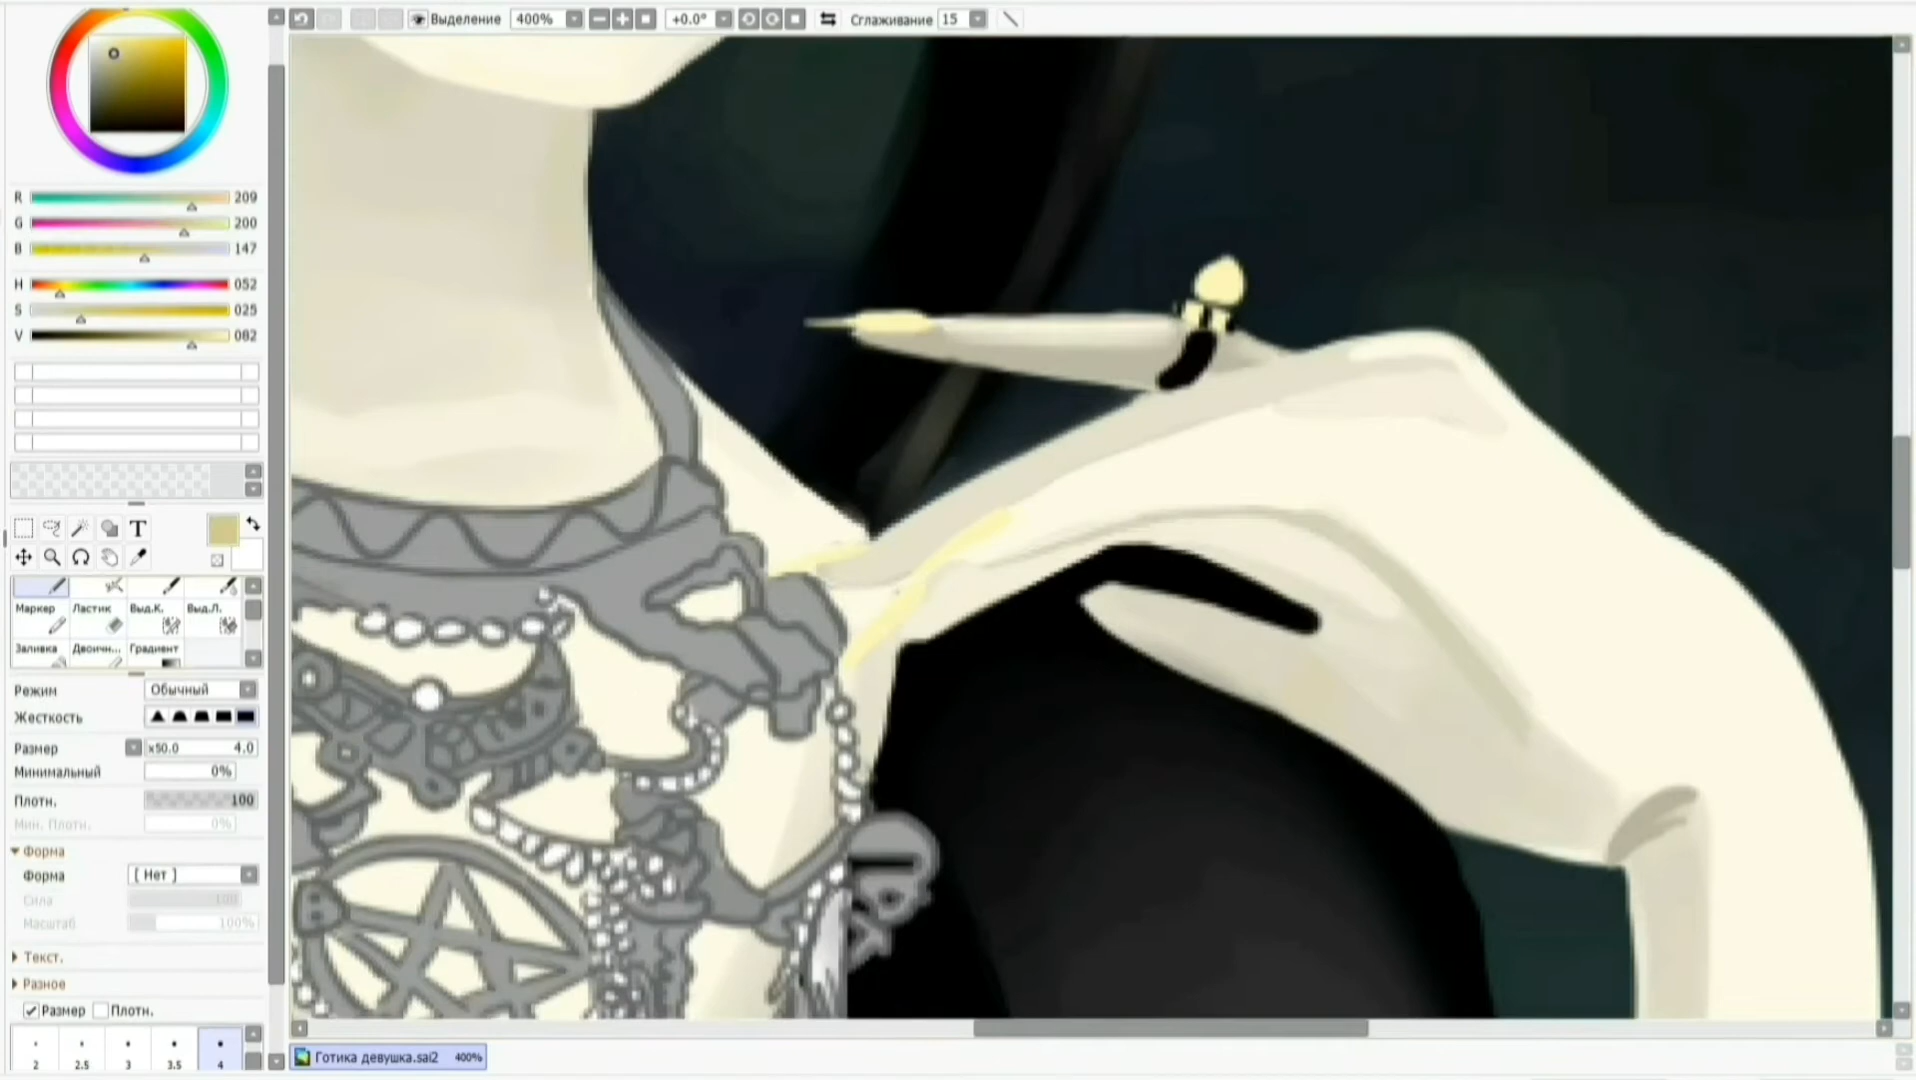 Выделение 400% +0.0° Сглаживание 15
R 209
G 200
B 147
H 052
S 025
V 082
T
Маркер Ластик Выд.К. Выд.Л.
Заливка Двоичн... Градиент
Режим Обычный
Жесткость
Размер x50.0 4.0
Минимальный 0%
Плотн. 100
Мин. Плотн. 0%
Форма
Форма [ Нет ]
Сила 100
Масштаб 100%
Текст.
Разное
Размер Плотн.
2 2.5 3 3.5 4
Готика девушка.sai2 400%